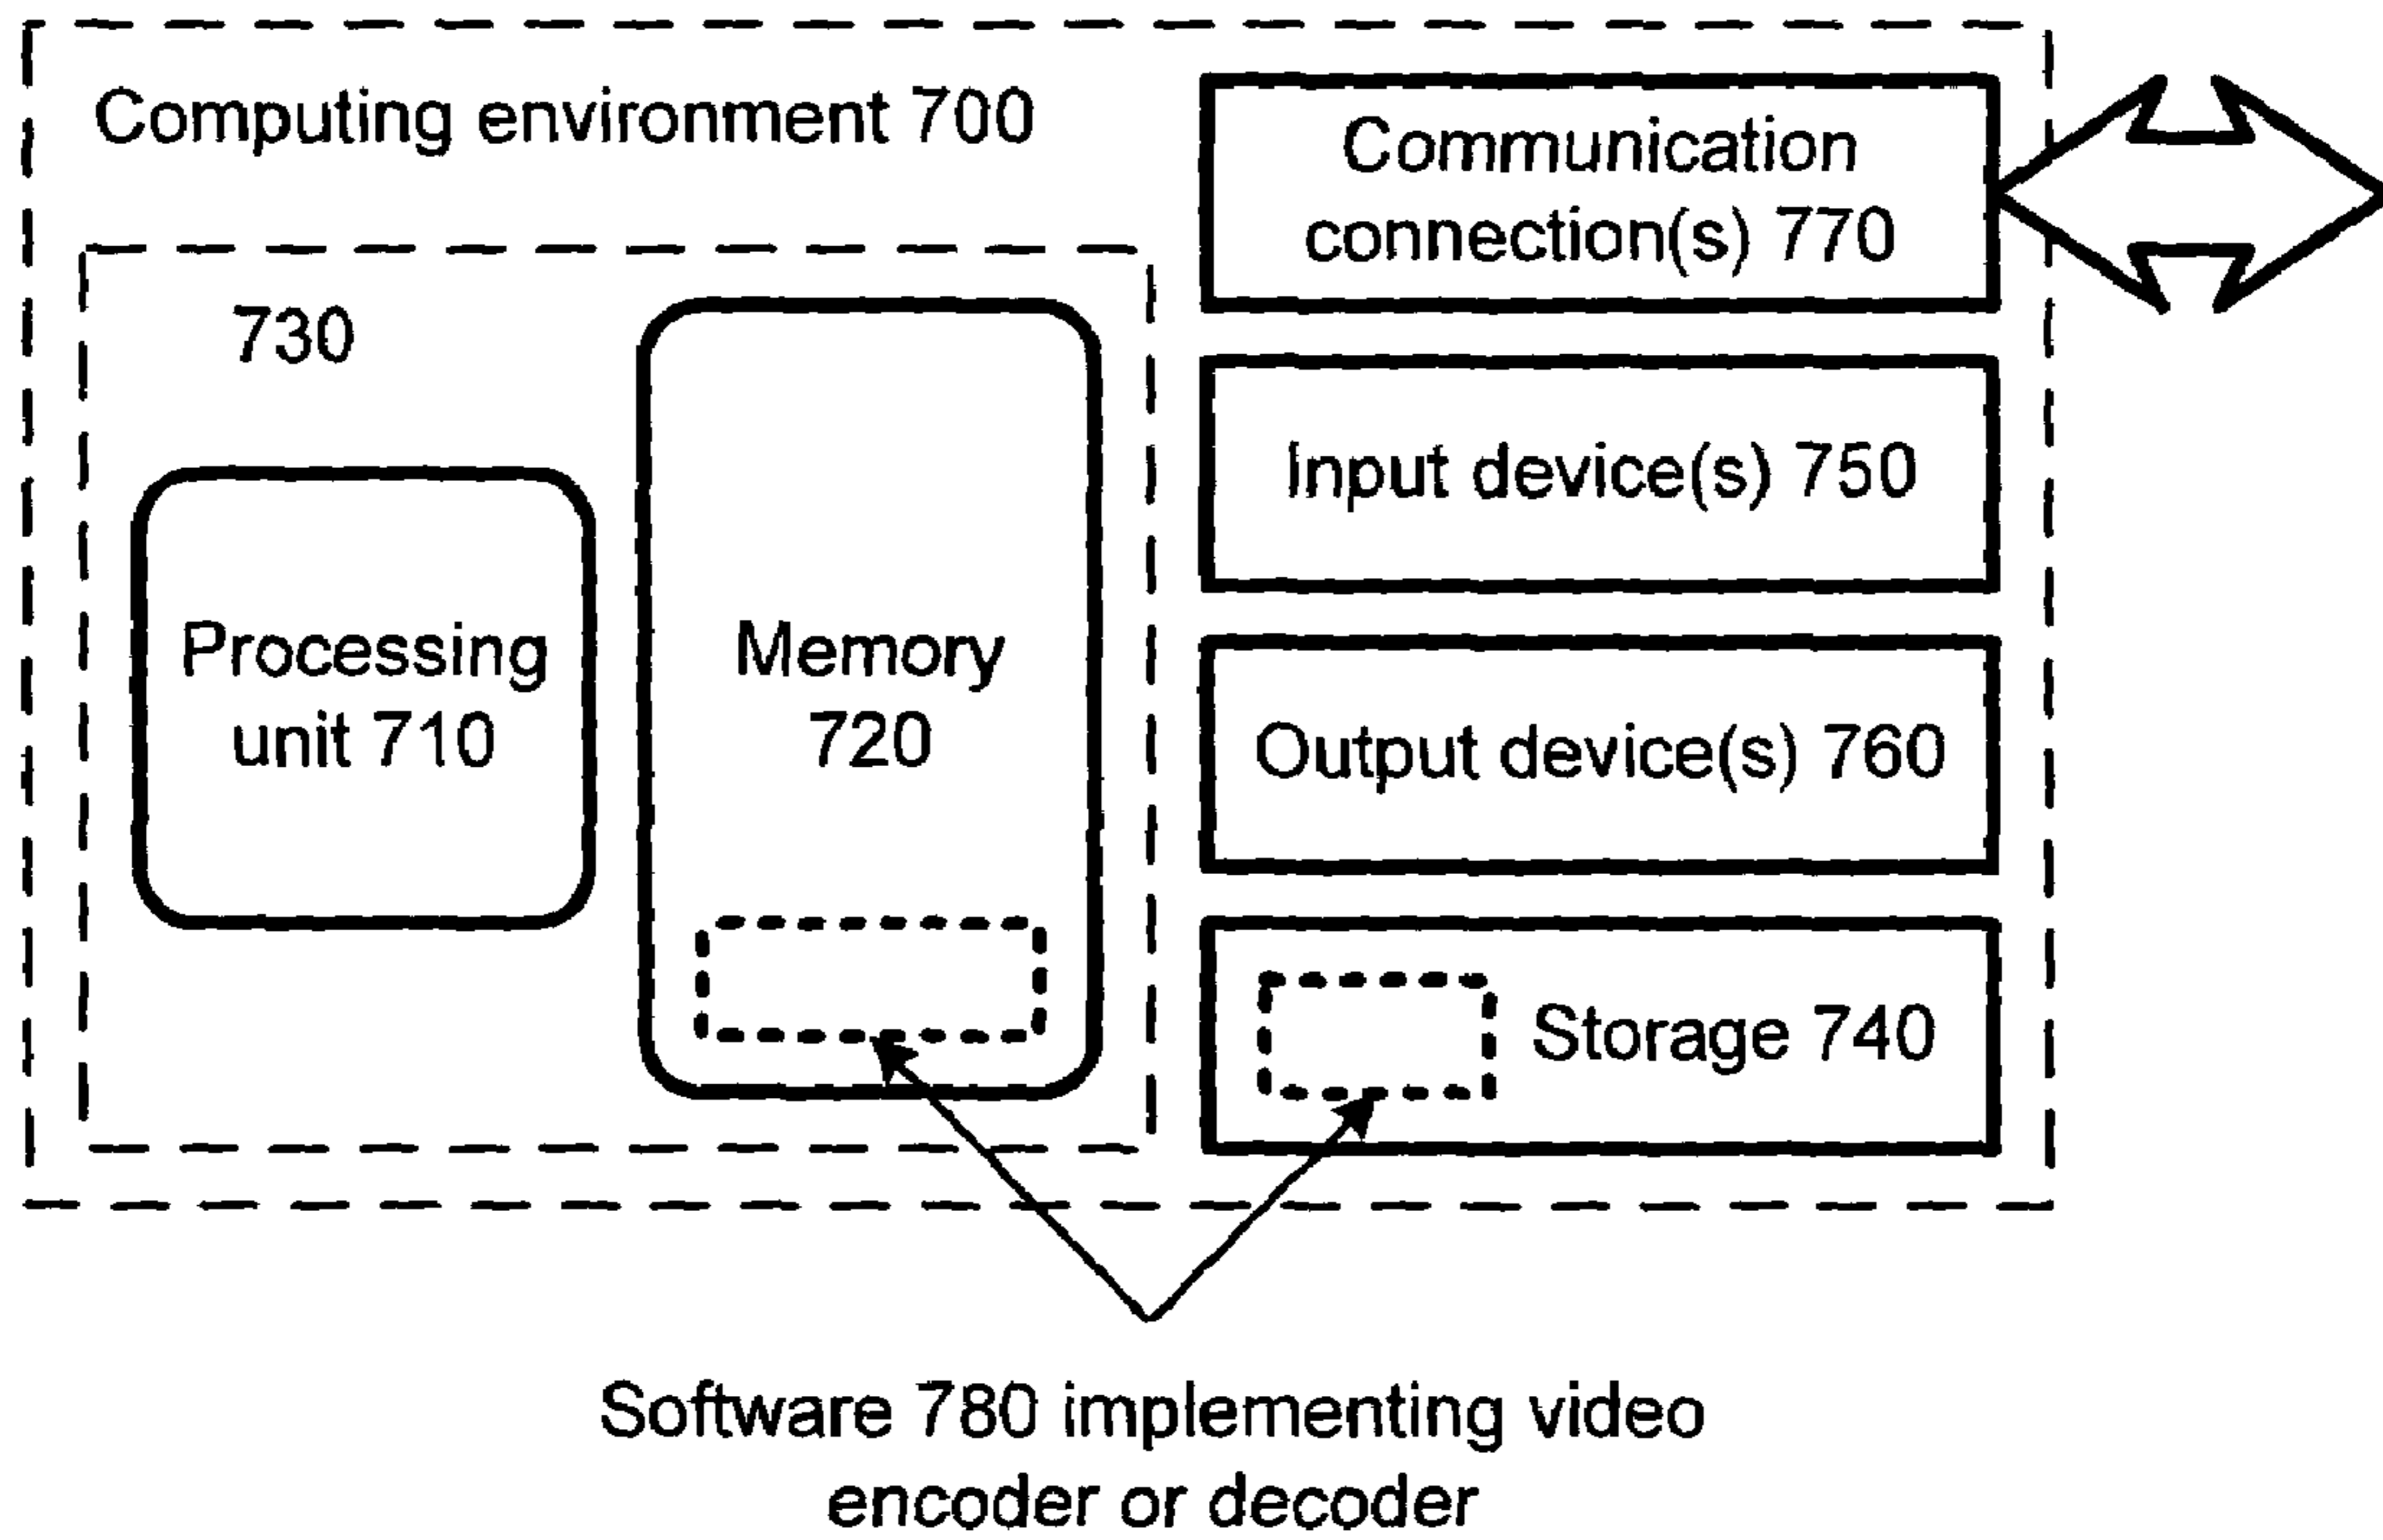 Computing environment 700
Communication
connection(s) 770
730
Input device(s) 750
Processing
unit 710
Memory
720
Output device(s) 760
Storage 740
Software 780 implementing video
encoder or decoder